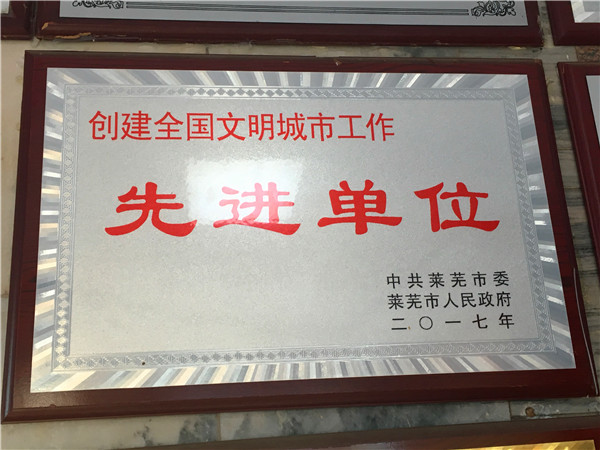 创建全国文明城市工作
先进单位
中共莱芜市委
莱芜市人民政府
二〇一七年